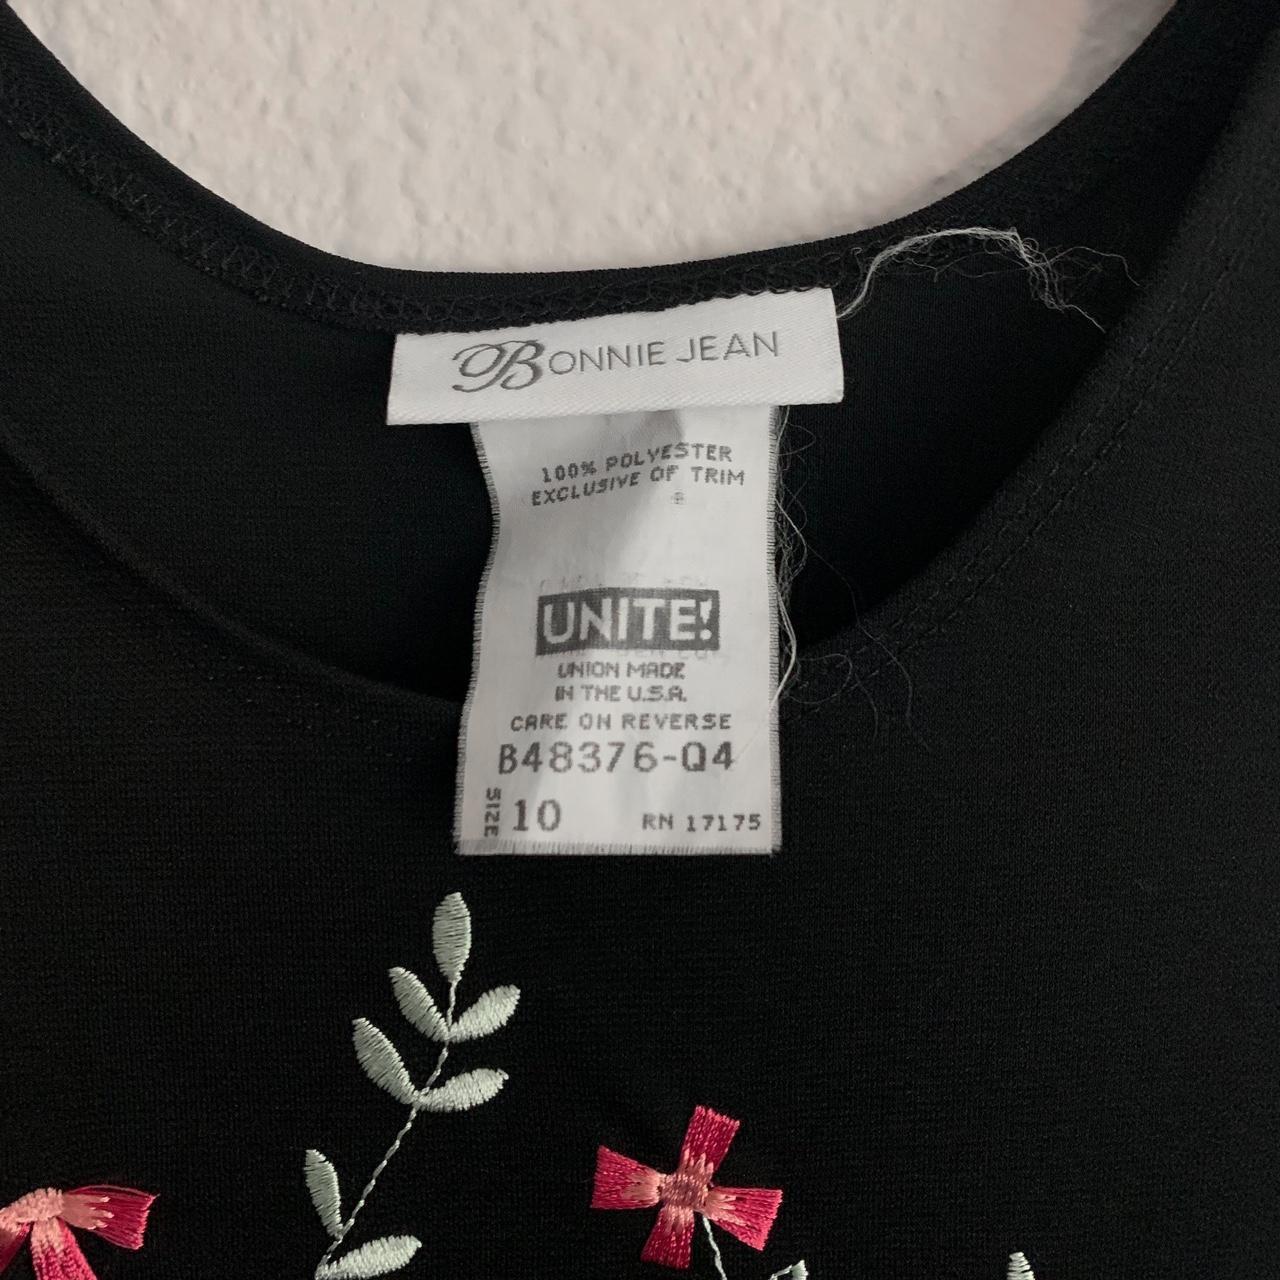 BONNIE JEAN
100% POLYESTER
EXCLUSIVE OF TRIM
UNITE!
UNION MADE
IN THE U.S.A.
CARE ON REVERSE
B48376-Q4
SIZE 10 RN 17175